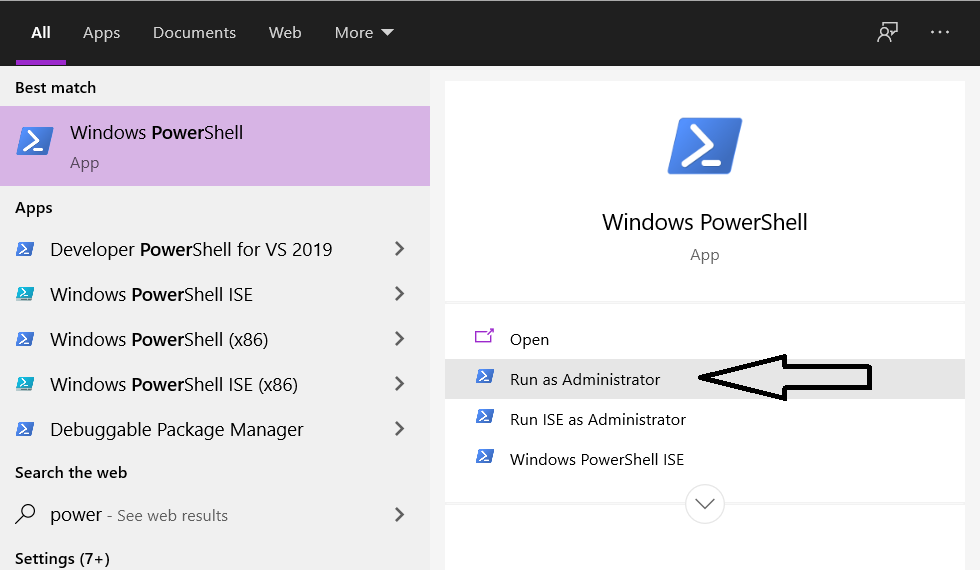 All Apps Documents Web More
Best match
Windows PowerShell
App
Apps
Developer PowerShell for VS 2019
Windows PowerShell ISE
Windows PowerShell (x86)
Windows PowerShell ISE (x86)
Debuggable Package Manager
Search the web
power - See web results
Settings (7+)
Windows PowerShell
App
Open
Run as Administrator
Run ISE as Administrator
Windows PowerShell ISE